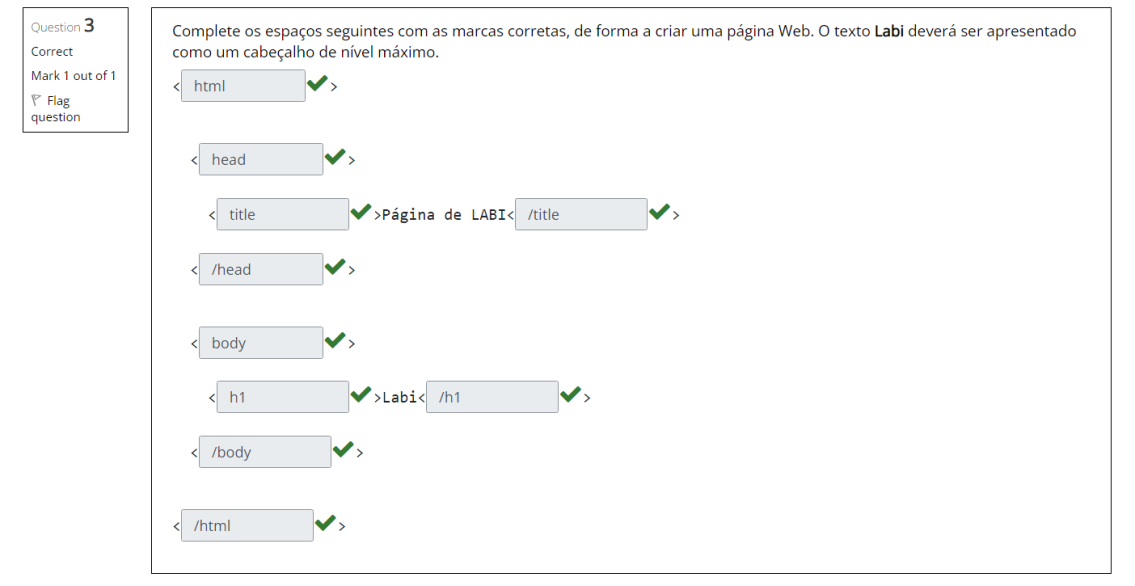 Question 3
Correct
Mark 1 out of 1
Flag
question
Complete os espaços seguintes com as marcas corretas, de forma a criar uma página Web. O texto Labi deverá ser apresentado
como um cabeçalho de nível máximo.
< html >
< head >
< title >Página de LABI< /title >
< /head >
< body >
< h1 >Labi< /h1 >
< /body >
< /html >